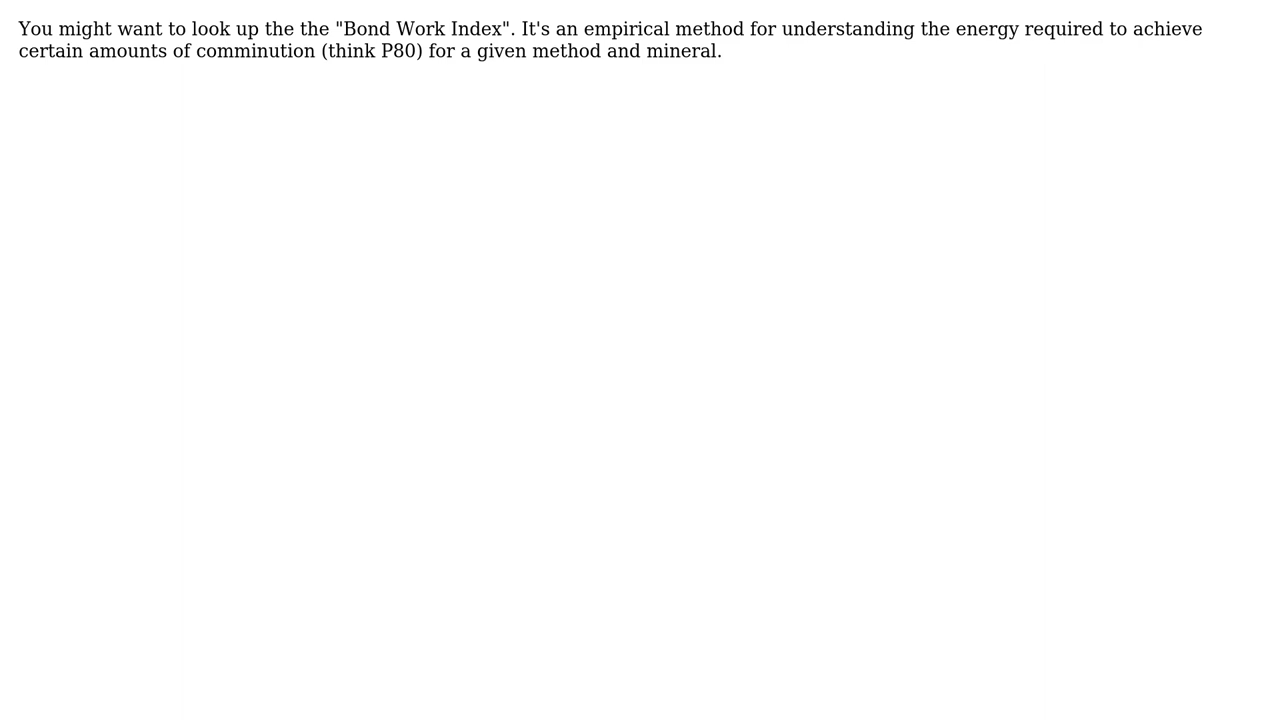 You might want to look up the the "Bond Work Index". It's an empirical method for understanding the energy required to achieve
certain amounts of comminution (think P80) for a given method and mineral.